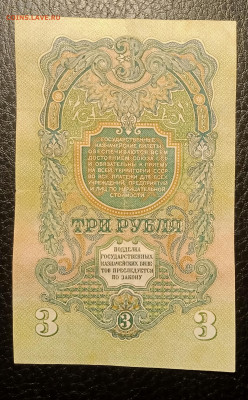 COINS.LAVE.RU
3
ГОСУДАРСТВЕННЫЕ
КАЗНАЧЕЙСКИЕ БИЛЕТЫ
ОБЕСПЕЧИВАЮТСЯ ВСЕМ
ДОСТОЯНИЕМ СОЮЗА ССР
И ОБЯЗАТЕЛЬНЫ К ПРИЕМУ
НА ВСЕЙ ТЕРРИТОРИИ СССР
ВО ВСЕ ПЛАТЕЖИ ДЛЯ ВСЕХ
УЧРЕЖДЕНИЙ, ПРЕДПРИЯТИЙ
И ЛИЦ ПО НАРИЦАТЕЛЬНОЙ
СТОИМОСТИ
ТРИ РУБЛЯ
ПОДДЕЛКА
ГОСУДАРСТВЕННЫХ
КАЗНАЧЕЙСКИХ БИЛЕ-
ТОВ ПРЕСЛЕДУЕТСЯ
ПО ЗАКОНУ
3 3 3